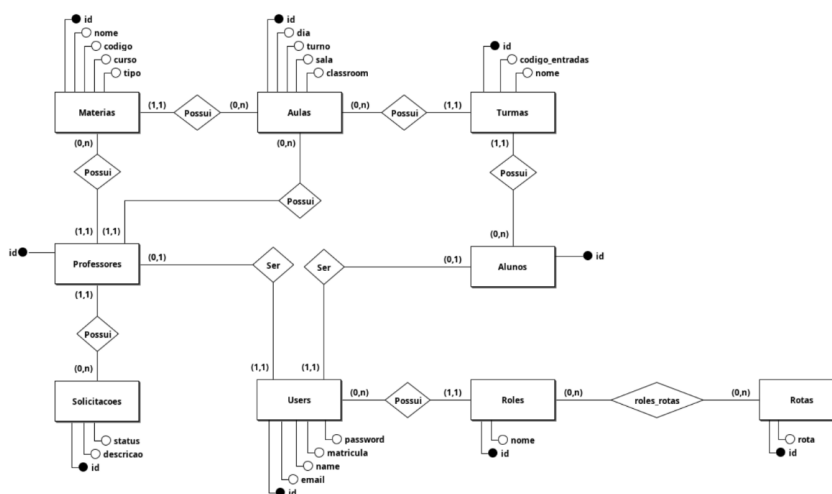 id
nome
codigo
curso
tipo
id
dia
turno
sala
classroom
id
codigo_entradas
nome
Materias
(1,1)
Possui
(0,n)
Aulas
(0,n)
Possui
(1,1)
Turmas
(0,n)
Possui
(0,n)
Possui
(1,1)
Possui
(1,1)
(1,1)
(0,n)
id
Professores
(0,1)
Ser
Ser
(0,1)
Alunos
id
(1,1)
Possui
(0,n)
(1,1)
(1,1)
Solicitacoes
Users
(0,n)
Possui
(1,1)
Roles
(0,n)
roles_rotas
(0,n)
Rotas
status
descricao
id
password
matricula
name
email
id
nome
id
rota
id